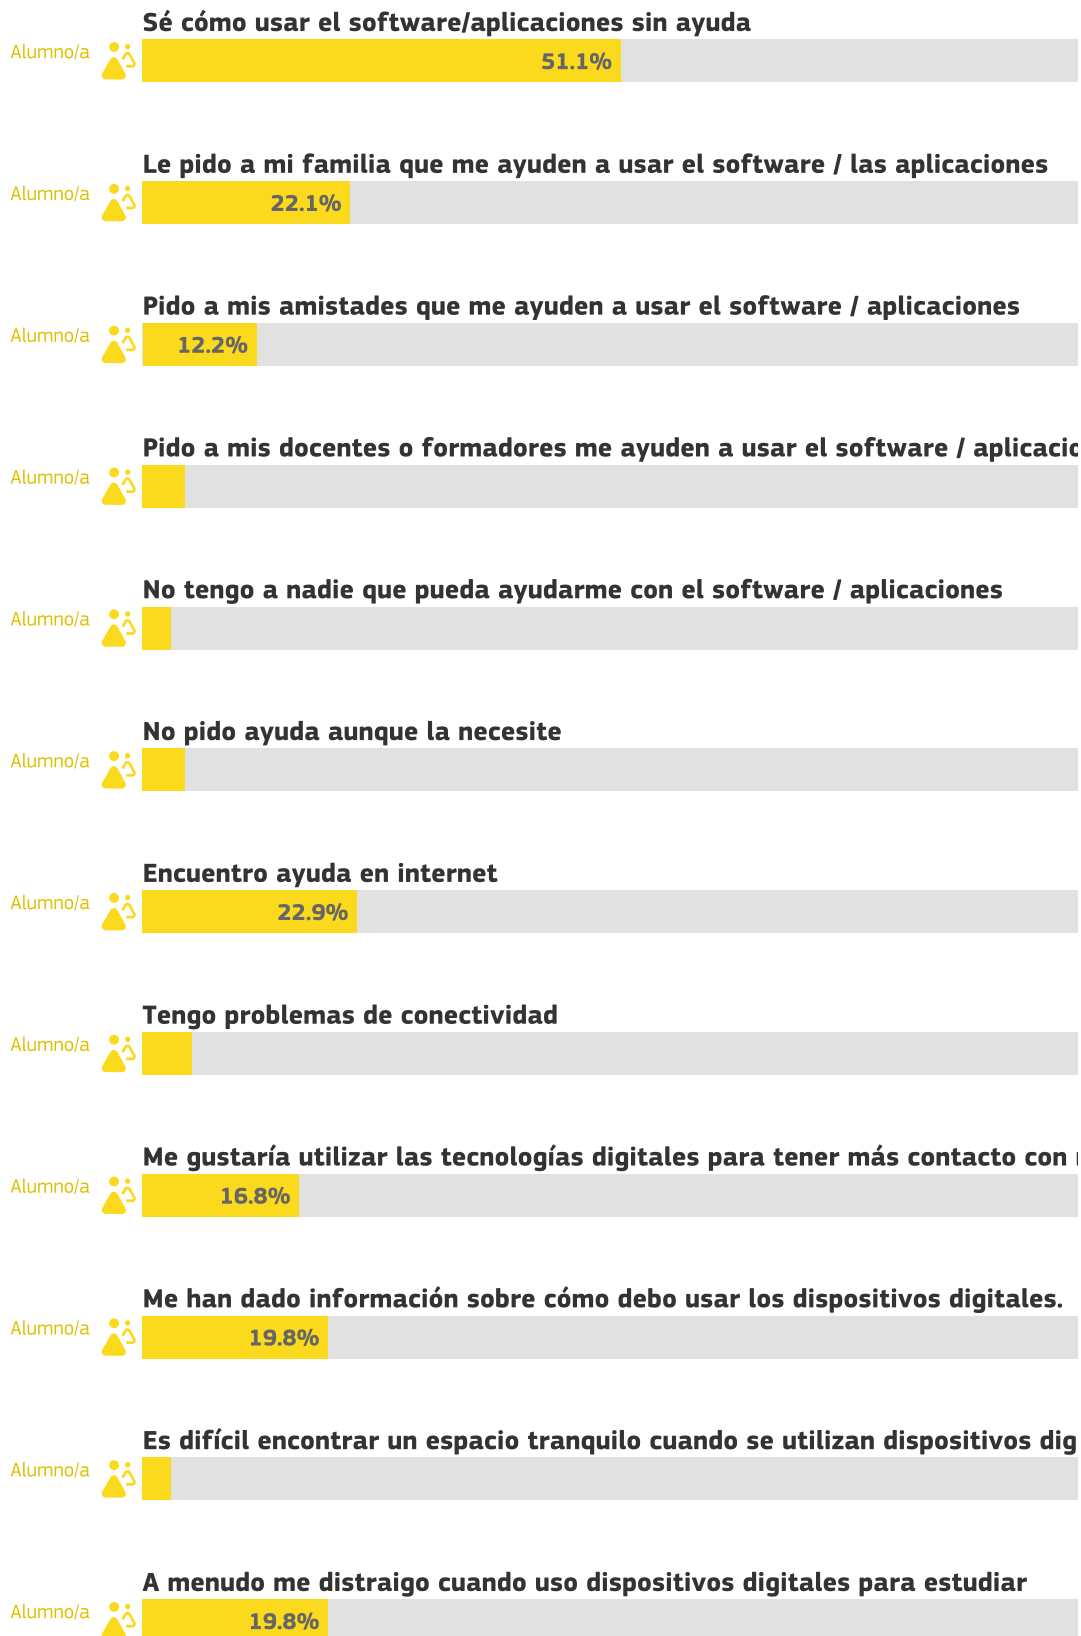 Sé cómo usar el software/aplicaciones sin ayuda
Alumno/a
51.1%
Le pido a mi familia que me ayuden a usar el software / las aplicaciones
Alumno/a
22.1%
Pido a mis amistades que me ayuden a usar el software / aplicaciones
Alumno/a
12.2%
Pido a mis docentes o formadores me ayuden a usar el software /
Alumno/a
No tengo a nadie que pueda ayudarme con el software / aplicaciones
Alumno/a
No pido ayuda aunque la necesite
Alumno/a
Encuentro ayuda en internet
Alumno/a
22.9%
Tengo problemas de conectividad
Alumno/a
Me gustaría utilizar las tecnologías digitales para tener más contacto con
Alumno/a
16.8%
Me han dado información sobre cómo debo usar los dispositivos digitales.
Alumno/a
19.8%
Es difícil encontrar un espacio tranquilo cuando se utilizan dispositivos
Alumno/a
A menudo me distraigo cuando uso dispositivos digitales para estudiar
Alumno/a
19.8%